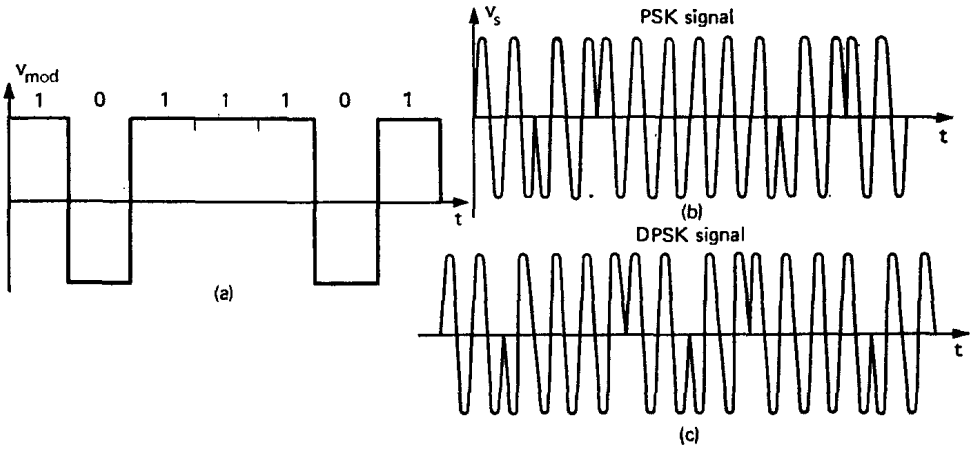 V_mod
1 0 1 1 1 0 1
t
(a)
V_s
PSK signal
t
(b)
DPSK signal
t
(c)